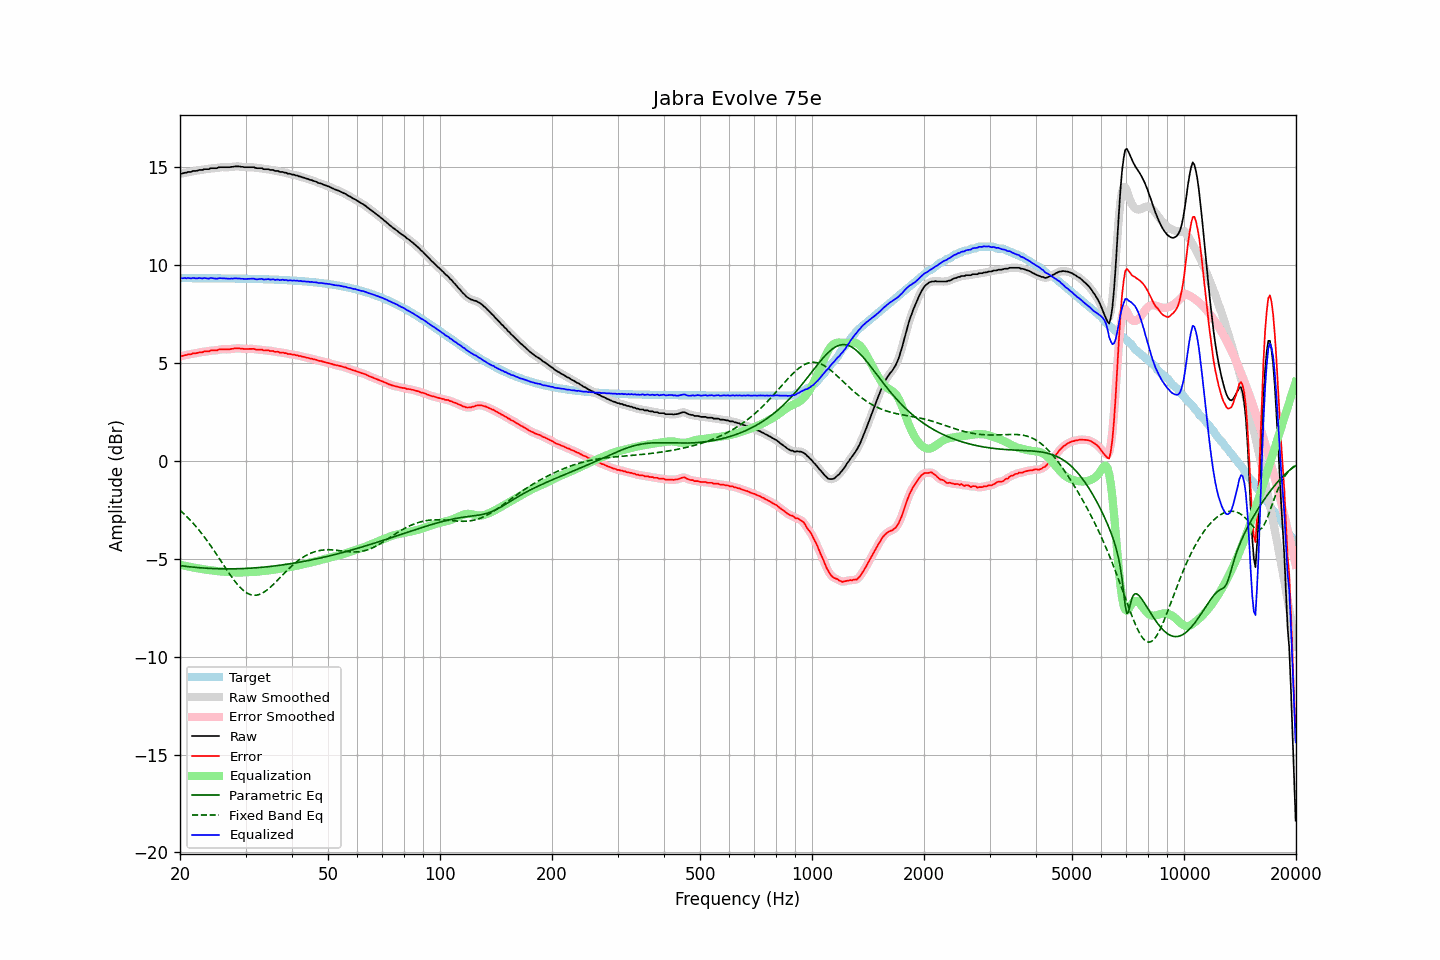 Jabra Evolve 75e
Amplitude (dBr)
15
10
5
0
−5
−10
−15
−20
Target
Raw Smoothed
Error Smoothed
Raw
Error
Equalization
Parametric Eq
Fixed Band Eq
Equalized
20
50
100
200
500
1000
2000
5000
10000
20000
Frequency (Hz)